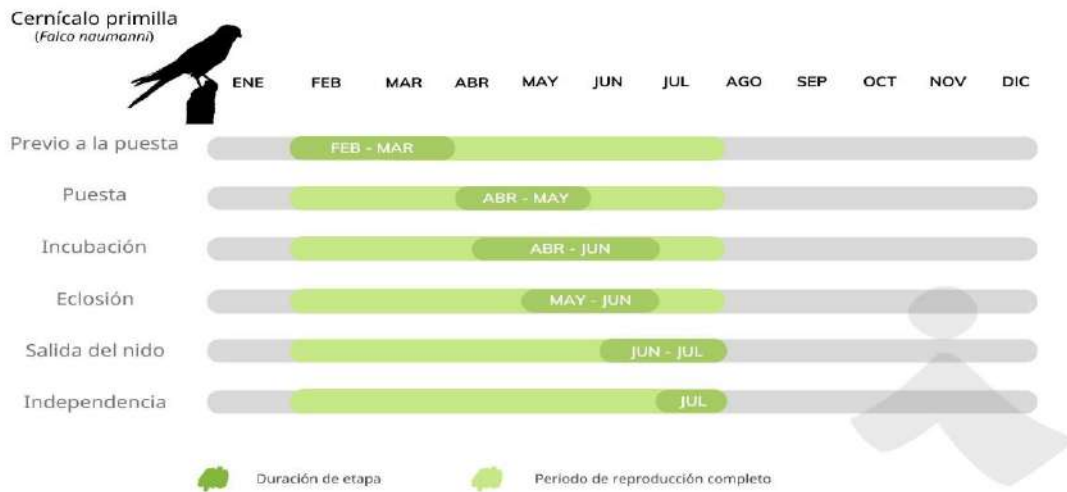 Cernícalo primilla
(Falco naumanni)
ENE FEB MAR ABR MAY JUN JUL AGO SEP OCT NOV DIC
Previo a la puesta FEB - MAR
Puesta ABR - MAY
Incubación ABR - JUN
Eclosión MAY - JUN
Salida del nido JUN - JUL
Independencia JUL
Duración de etapa Periodo de reproducción completo